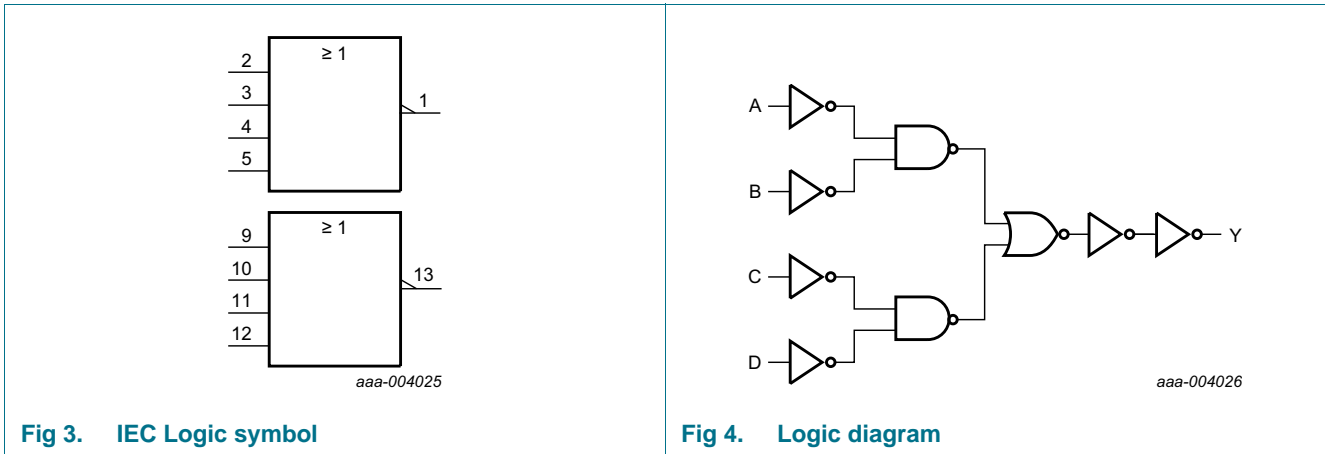 ≥ 1
2
3
4
5
1
≥ 1
9
10
11
12
13
aaa-004025
Fig 3. IEC Logic symbol
A
B
C
D
Y
aaa-004026
Fig 4. Logic diagram